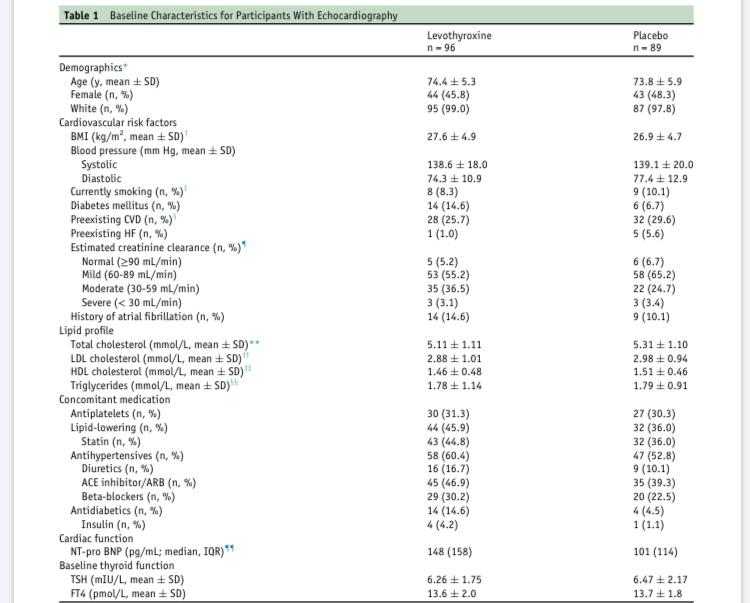 Table 1 Baseline Characteristics for Participants With Echocardiography
Levothyroxine Placebo
n = 96 n = 89
Demographics*
Age (y, mean ± SD) 74.4 ± 5.3 73.8 ± 5.9
Female (n, %) 44 (45.8) 43 (48.3)
White (n, %) 95 (99.0) 87 (97.8)
Cardiovascular risk factors
BMI (kg/m², mean ± SD)† 27.6 ± 4.9 26.9 ± 4.7
Blood pressure (mm Hg, mean ± SD)
Systolic 138.6 ± 18.0 139.1 ± 20.0
Diastolic 74.3 ± 10.9 77.4 ± 12.9
Currently smoking (n, %)‡ 8 (8.3) 9 (10.1)
Diabetes mellitus (n, %) 14 (14.6) 6 (6.7)
Preexisting CVD (n, %)§ 28 (25.7) 32 (29.6)
Preexisting HF (n, %) 1 (1.0) 5 (5.6)
Estimated creatinine clearance (n, %)¶
Normal (≥90 mL/min) 5 (5.2) 6 (6.7)
Mild (60-89 mL/min) 53 (55.2) 58 (65.2)
Moderate (30-59 mL/min) 35 (36.5) 22 (24.7)
Severe (< 30 mL/min) 3 (3.1) 3 (3.4)
History of atrial fibrillation (n, %) 14 (14.6) 9 (10.1)
Lipid profile
Total cholesterol (mmol/L, mean ± SD)** 5.11 ± 1.11 5.31 ± 1.10
LDL cholesterol (mmol/L, mean ± SD)†† 2.88 ± 1.01 2.98 ± 0.94
HDL cholesterol (mmol/L, mean ± SD)‡‡ 1.46 ± 0.48 1.51 ± 0.46
Triglycerides (mmol/L, mean ± SD)§§ 1.78 ± 1.14 1.79 ± 0.91
Concomitant medication
Antiplatelets (n, %) 30 (31.3) 27 (30.3)
Lipid-lowering (n, %) 44 (45.9) 32 (36.0)
Statin (n, %) 43 (44.8) 32 (36.0)
Antihypertensives (n, %) 58 (60.4) 47 (52.8)
Diuretics (n, %) 16 (16.7) 9 (10.1)
ACE inhibitor/ARB (n, %) 45 (46.9) 35 (39.3)
Beta-blockers (n, %) 29 (30.2) 20 (22.5)
Antidiabetics (n, %) 14 (14.6) 4 (4.5)
Insulin (n, %) 4 (4.2) 1 (1.1)
Cardiac function
NT-pro BNP (pg/mL; median, IQR)¶¶ 148 (158) 101 (114)
Baseline thyroid function
TSH (mIU/L, mean ± SD) 6.26 ± 1.75 6.47 ± 2.17
FT4 (pmol/L, mean ± SD) 13.6 ± 2.0 13.7 ± 1.8